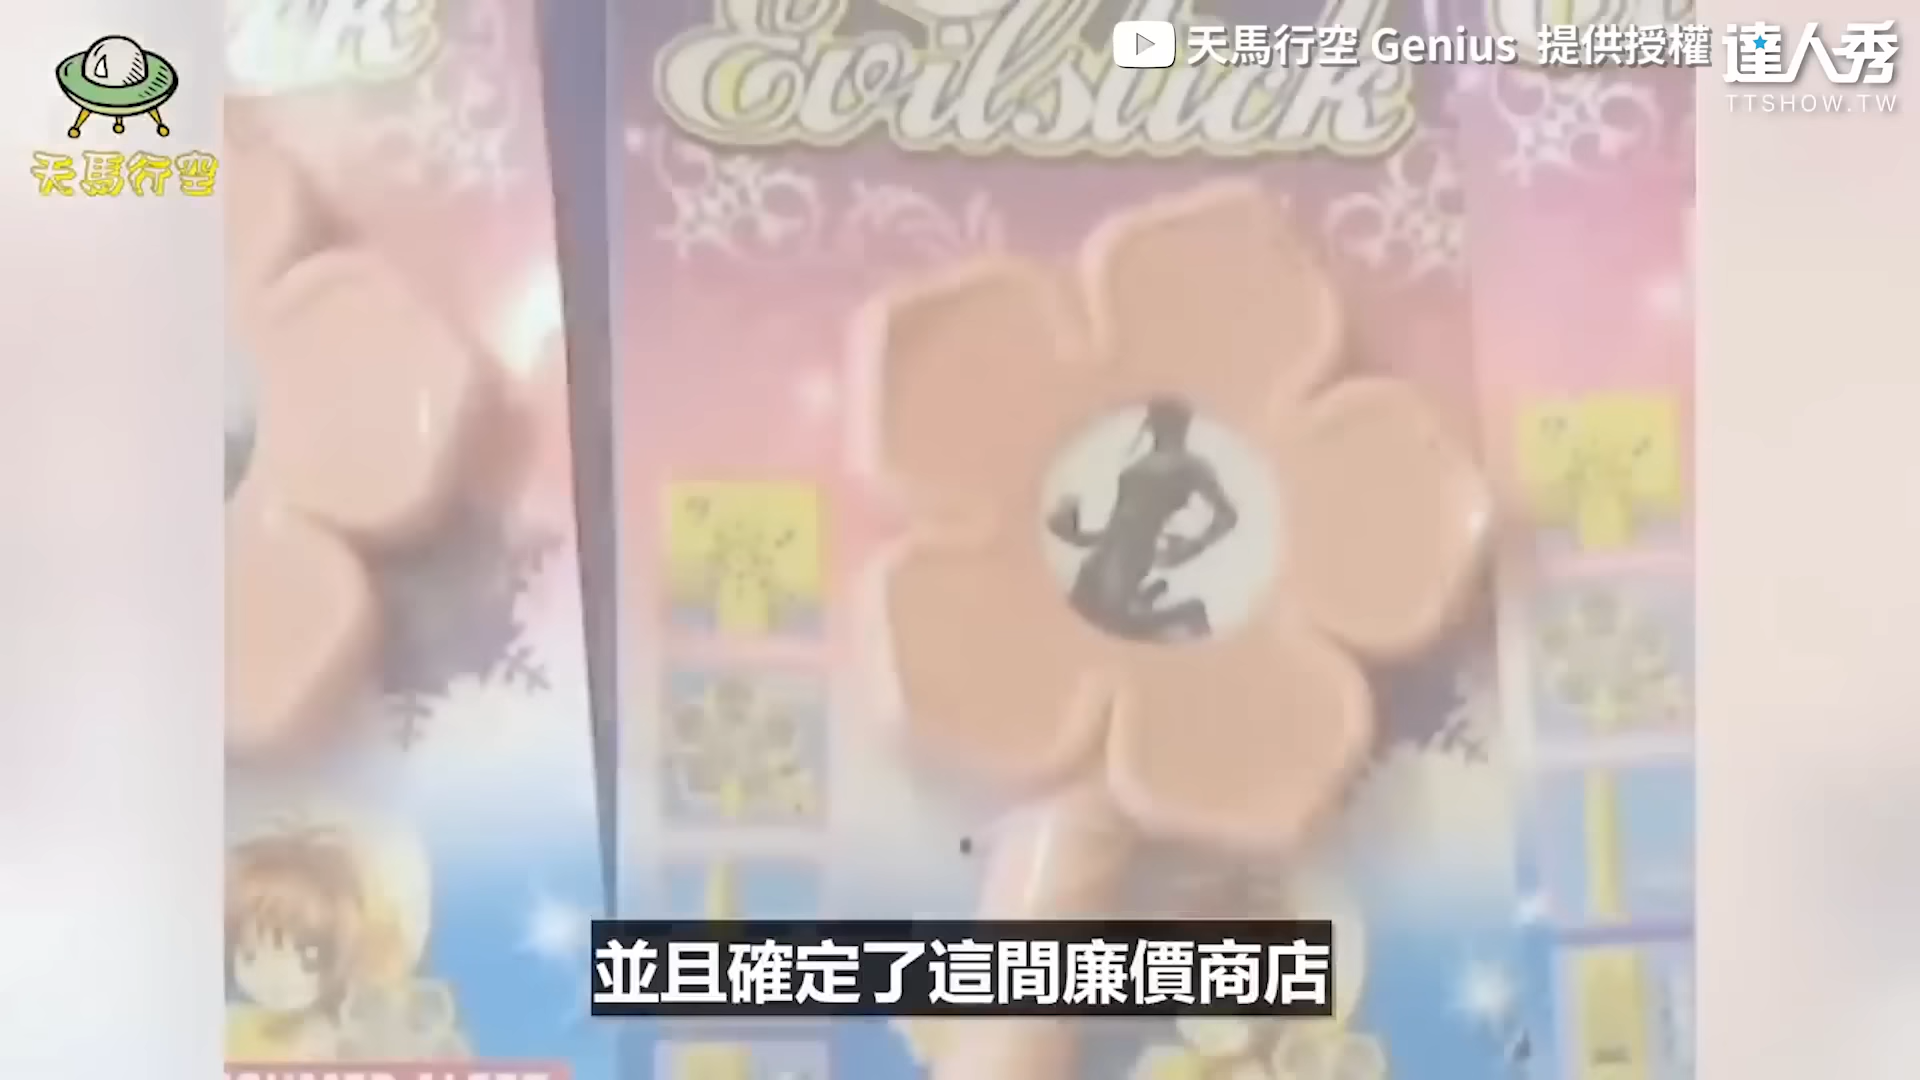 天馬行空 Genius 提供授權
達人秀
TTSHOW.TW
天馬行空
Evilstick
並且確定了這間廉價商店